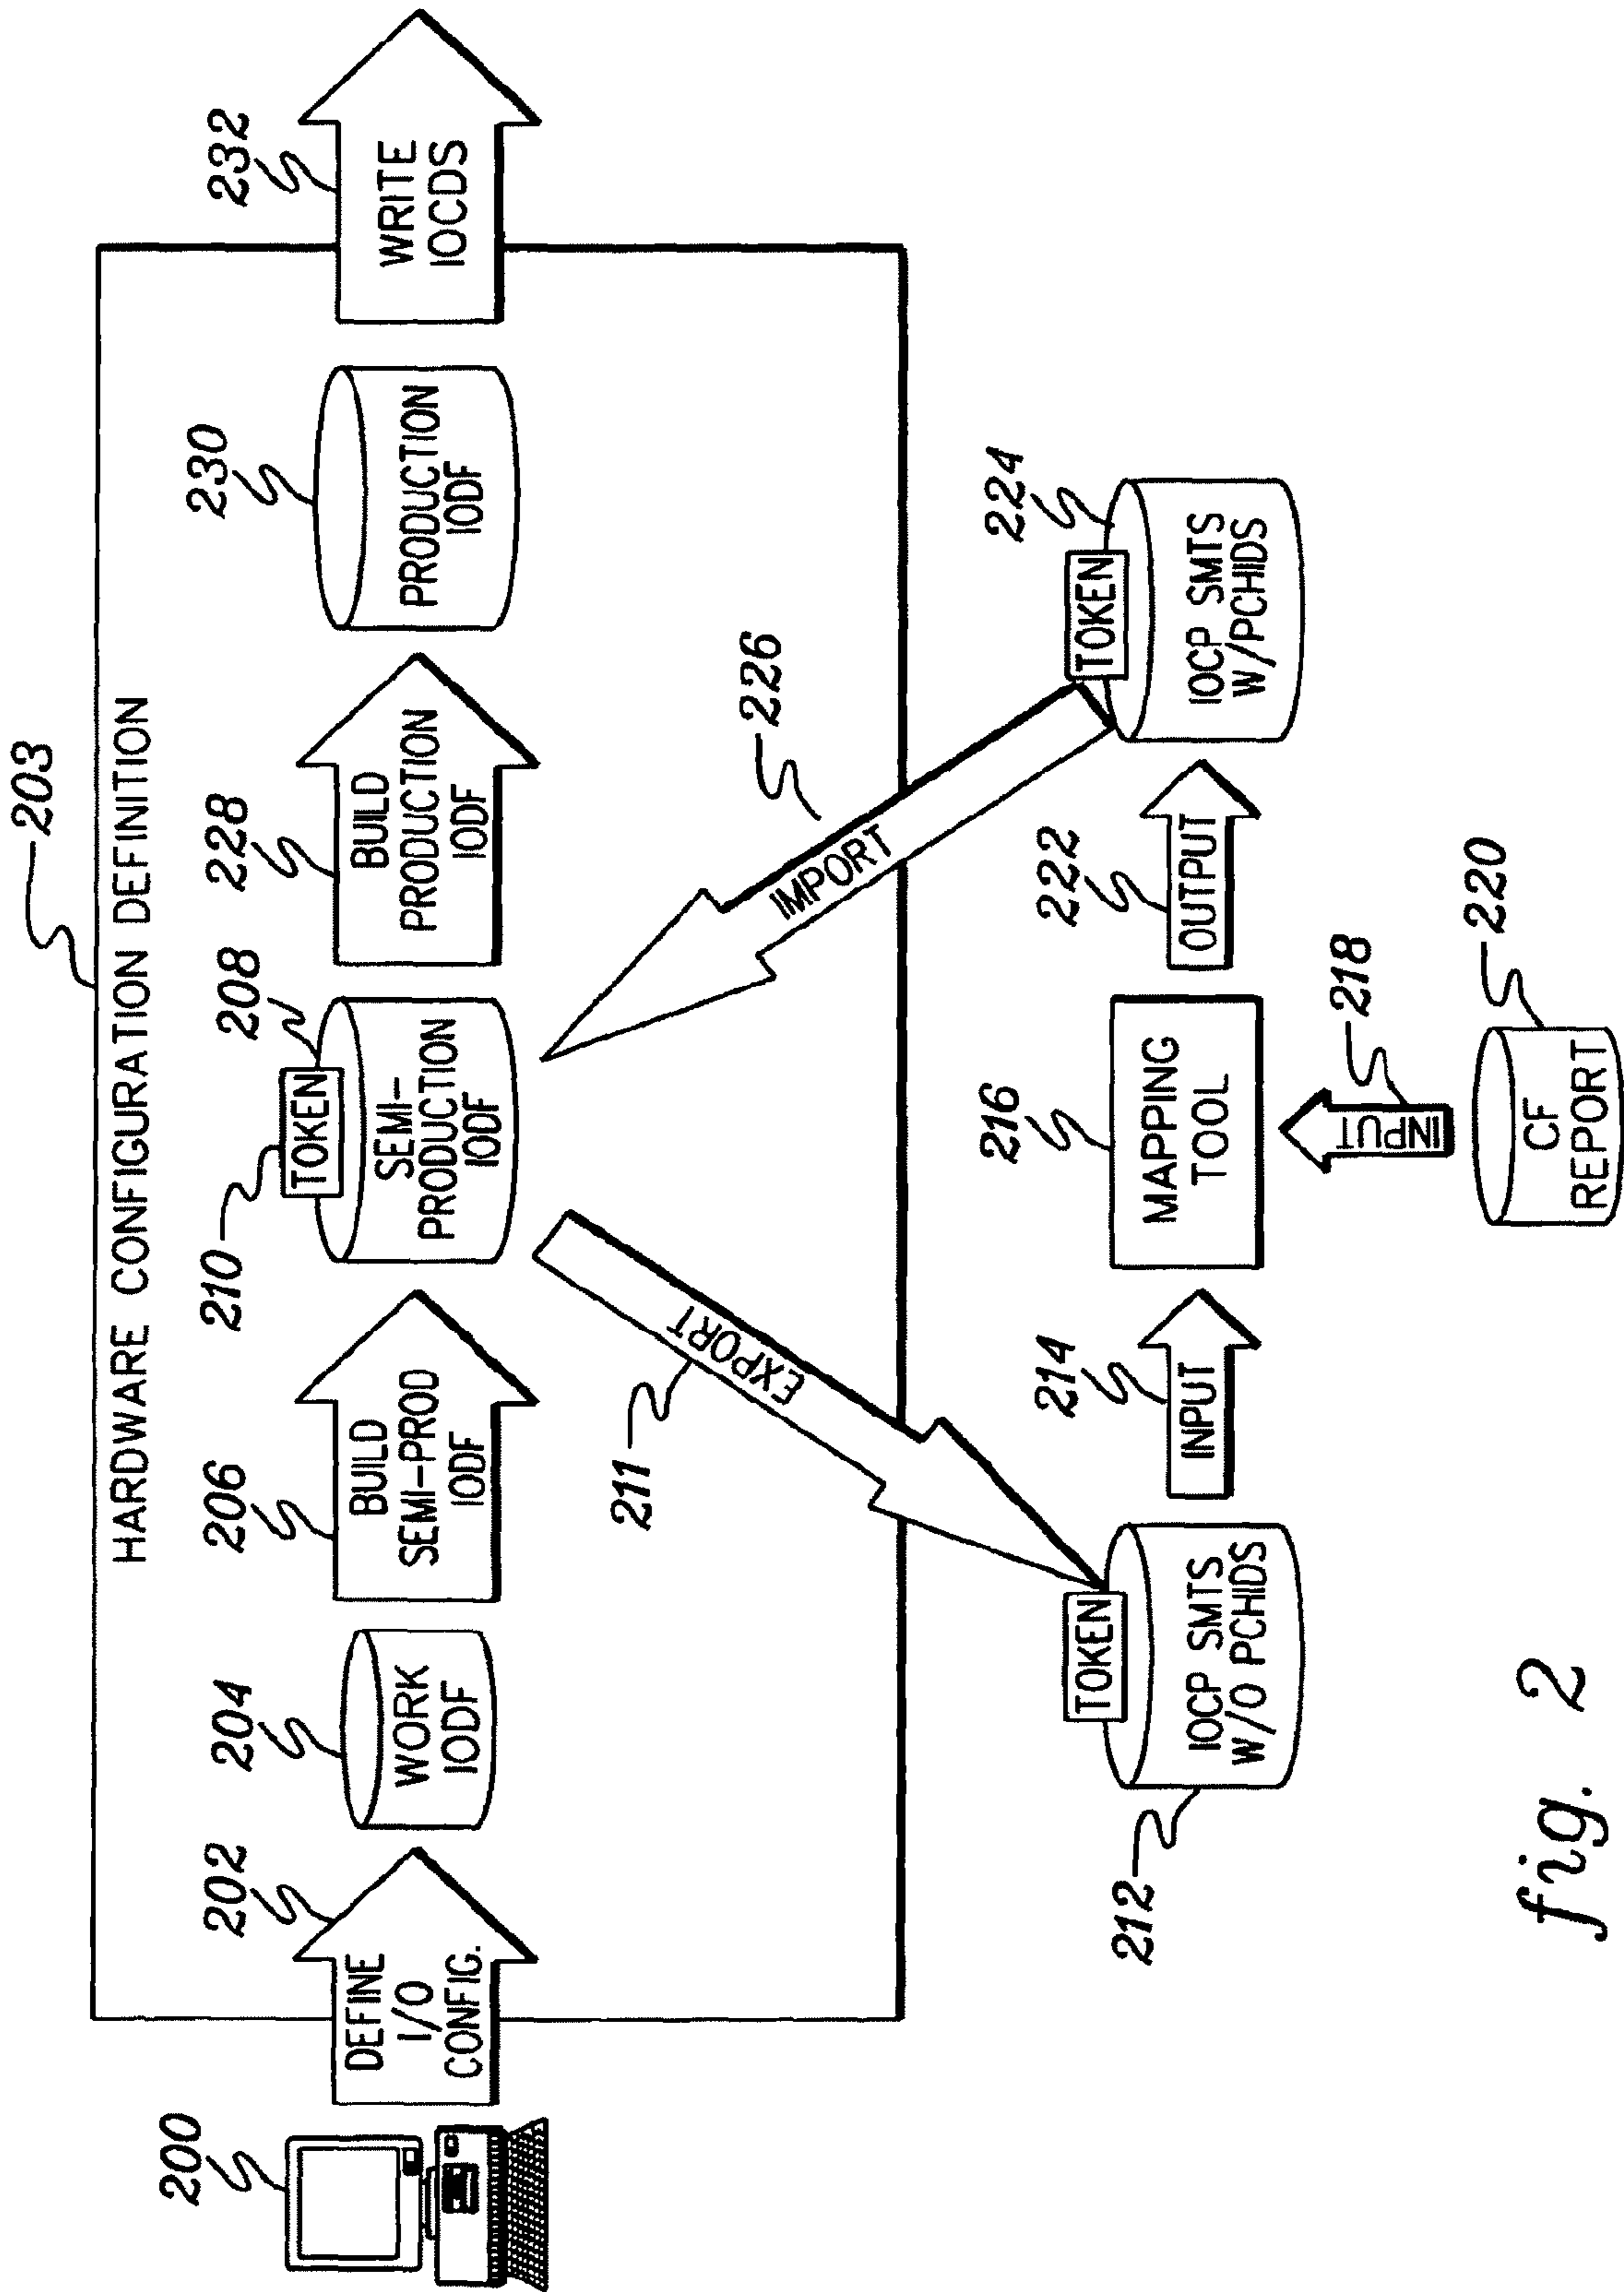 203
HARDWARE CONFIGURATION DEFINITION
200
202
DEFINE
I/O
CONFIG.
204
WORK
IODF
206
BUILD
SEMI-PROD
IODF
210
208
TOKEN
SEMI-
PRODUCTION
IODF
228
BUILD
PRODUCTION
IODF
230
PRODUCTION
IODF
232
WRITE
IOCDS
211
EXPORT
IMPORT
226
212
TOKEN
IOCP SMTS
W/O PCHIDS
214
INPUT
216
MAPPING
TOOL
222
OUTPUT
224
TOKEN
IOCP SMTS
W/PCHIDS
INPUT
218
220
CF
REPORT
fig. 2